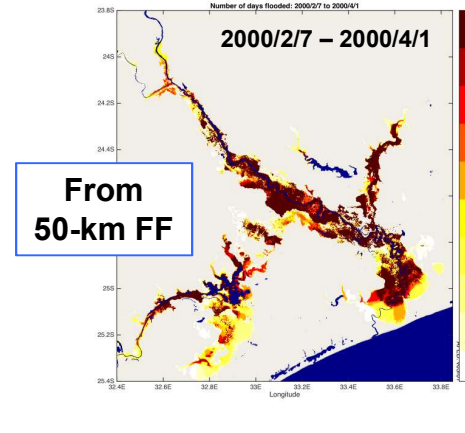 Number of days flooded: 2000/2/7 to 2000/4/1
2000/2/7 – 2000/4/1
From
50-km FF
23.8S
24S
24.2S
24.4S
25S
25.2S
25.4S
32.4E 32.6E 32.8E 33E 33.2E 33.4E 33.6E 33.8E
Longitude